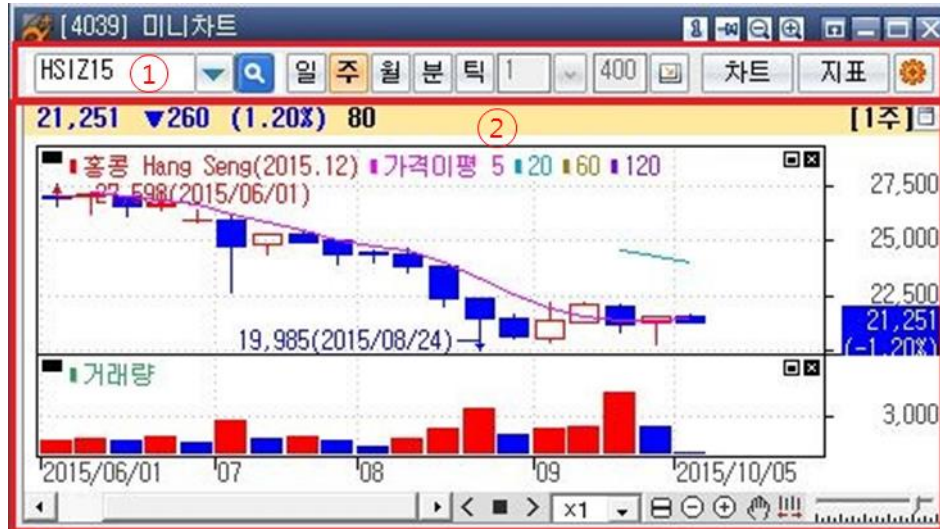 [4039] 미니차트
HSIZ15 ① 일 주 월 분 틱 1 400 차트 지표
21,251 ▼260 (1.20%) 80 ② [1주]
홍콩 Hang Seng(2015.12) 가격이평 5 20 60 120
27,598(2015/06/01)
27,500
25,000
22,500
21,251
(-1.20%)
19,985(2015/08/24)
거래량
3,000
2015/06/01 07 08 09 2015/10/05
x1